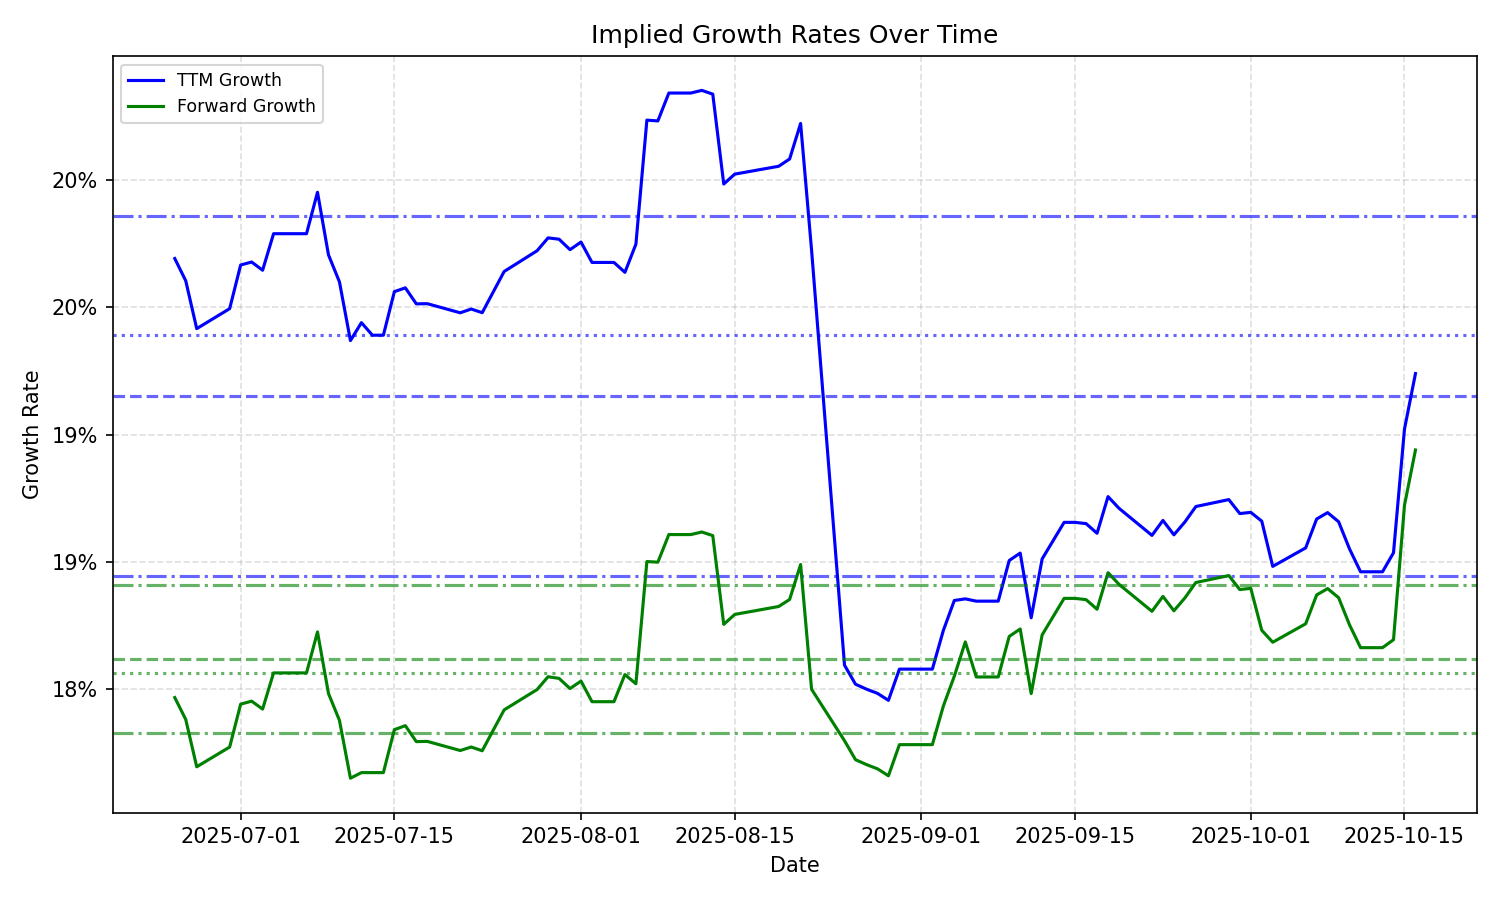 Implied Growth Rates Over Time
TTM Growth
Forward Growth
20%
20%
19%
19%
18%
Growth Rate
2025-07-01
2025-07-15
2025-08-01
2025-08-15
2025-09-01
2025-09-15
2025-10-01
2025-10-15
Date